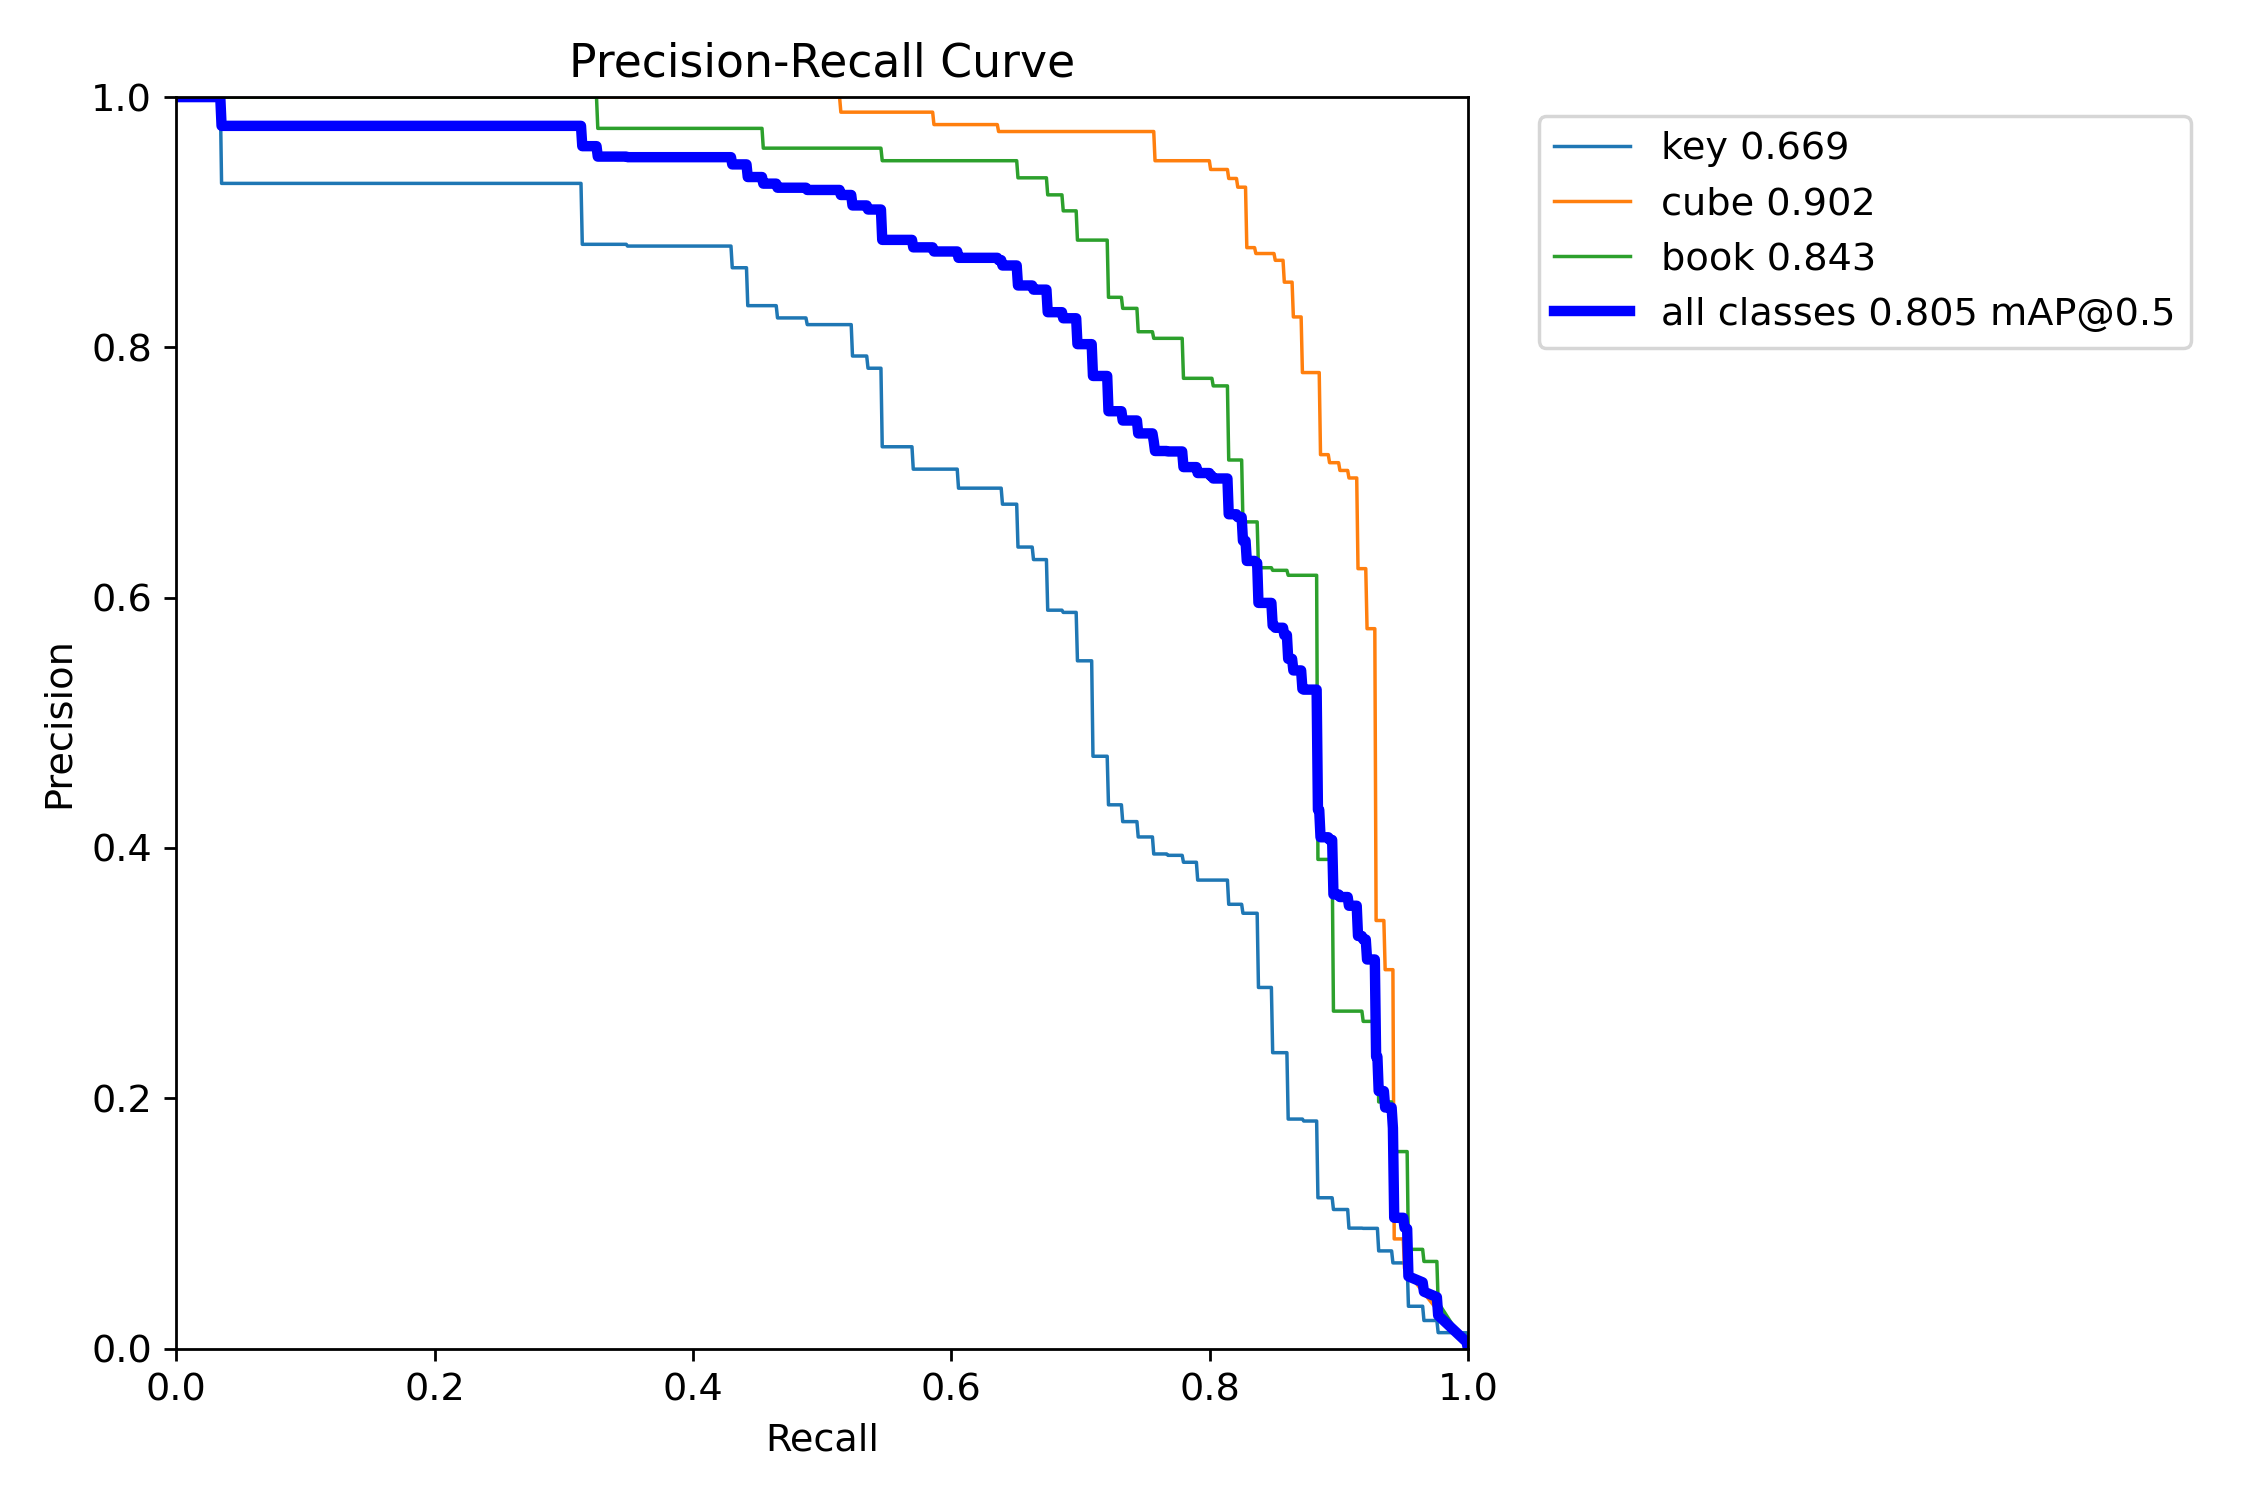 Precision-Recall Curve
1.0
0.8
0.6
0.4
0.2
0.0
Precision
0.0 0.2 0.4 0.6 0.8 1.0
Recall
key 0.669
cube 0.902
book 0.843
all classes 0.805 mAP@0.5